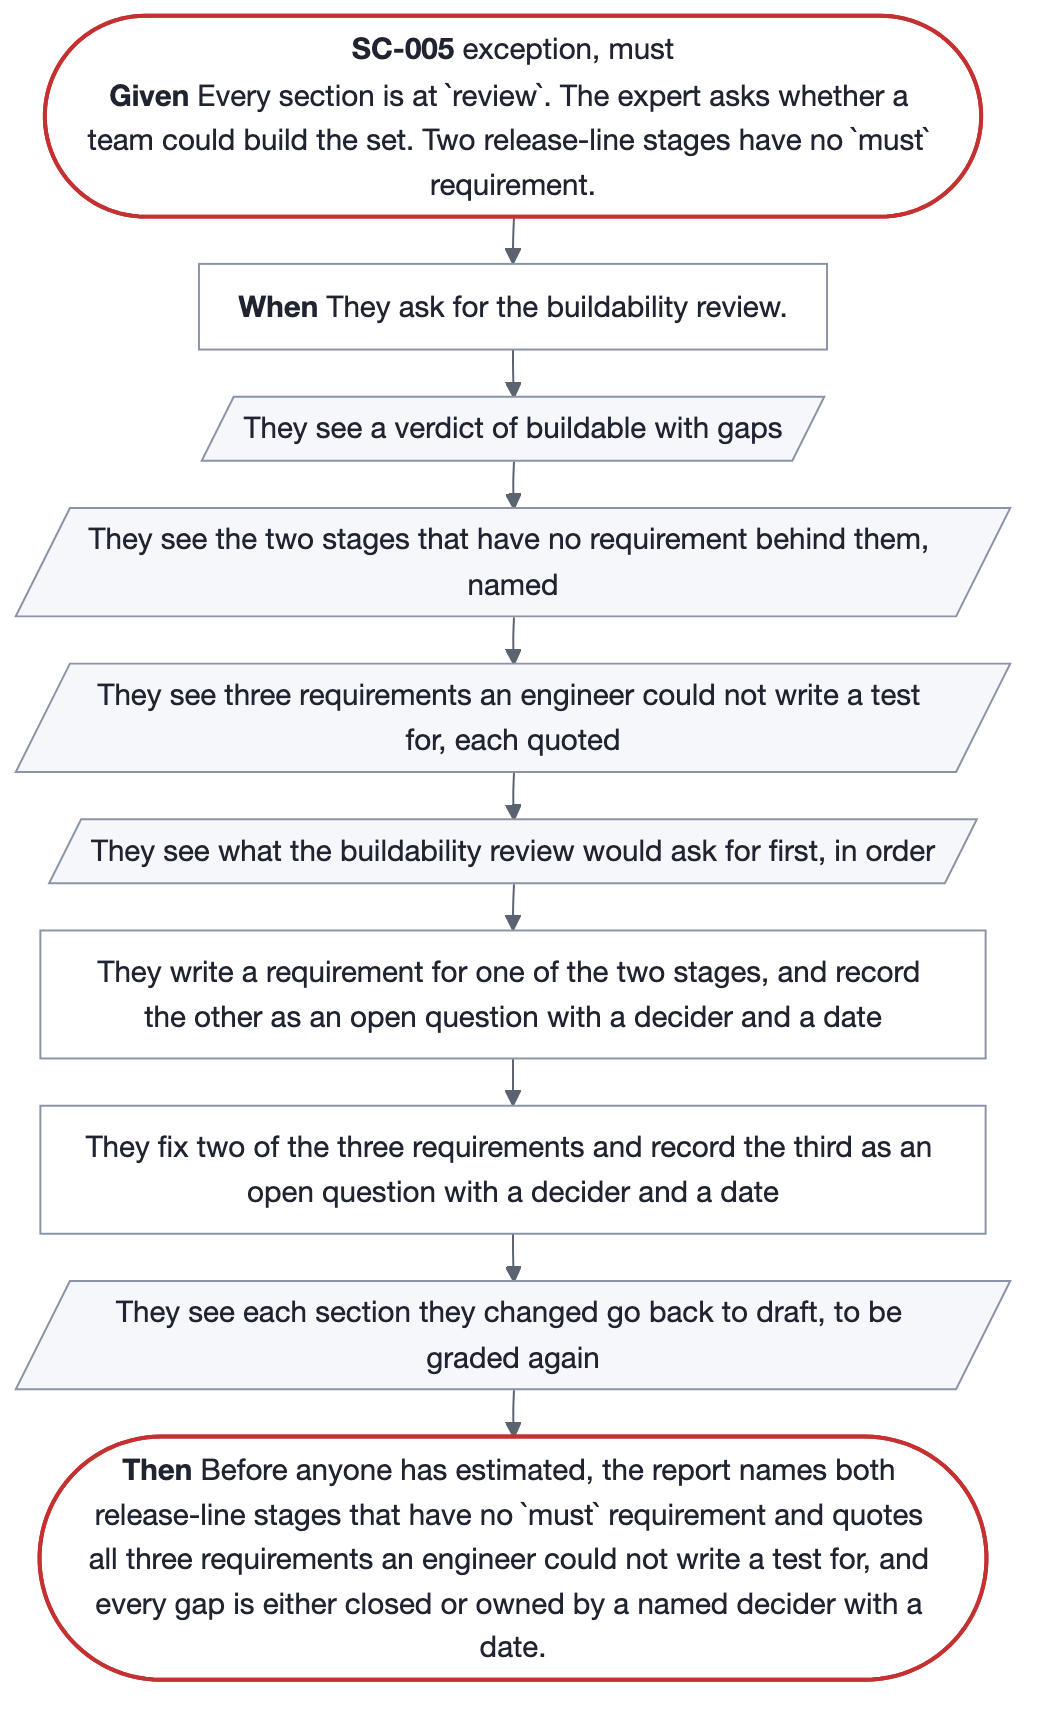 SC-005 exception, must
Given Every section is at `review`. The expert asks whether a
team could build the set. Two release-line stages have no `must`
requirement.
When They ask for the buildability review.
They see a verdict of buildable with gaps
They see the two stages that have no requirement behind them,
named
They see three requirements an engineer could not write a test
for, each quoted
They see what the buildability review would ask for first, in order
They write a requirement for one of the two stages, and record
the other as an open question with a decider and a date
They fix two of the three requirements and record the third as an
open question with a decider and a date
They see each section they changed go back to draft, to be
graded again
Then Before anyone has estimated, the report names both
release-line stages that have no `must` requirement and quotes
all three requirements an engineer could not write a test for, and
every gap is either closed or owned by a named decider with a
date.